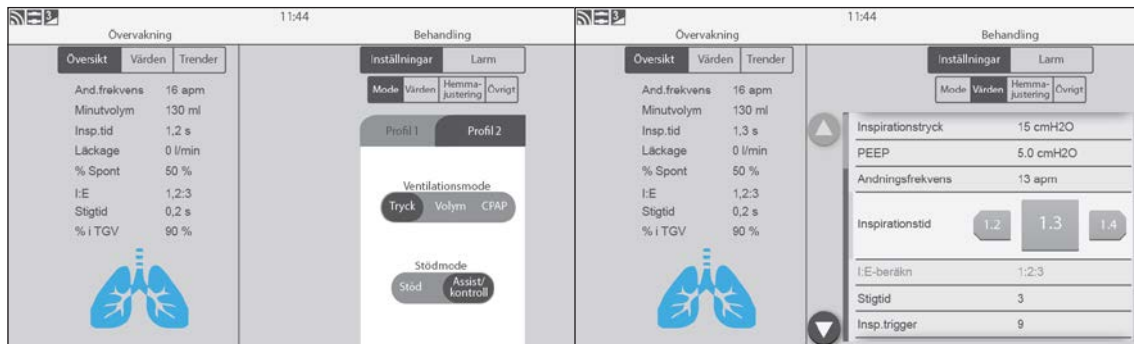 11:44
Övervakning
Behandling
Översikt Värden Trender
Inställningar Larm
And.frekvens 16 apm
Mode Värden Hemma-justering Övrigt
Minutvolym 130 ml
Insp.tid 1,2 s
Profil 1 Profil 2
Läckage 0 l/min
% Spont 50 %
I:E 1,2:3
Ventilationsmode
Stigtid 0,2 s
Tryck Volym CPAP
% i TGV 90 %
Stödmode
Stöd Assist/
kontroll
11:44
Övervakning
Behandling
Översikt Värden Trender
Inställningar Larm
And.frekvens 16 apm
Mode Värden Hemma-justering Övrigt
Minutvolym 130 ml
Insp.tid 1,3 s
Läckage 0 l/min
% Spont 50 %
I:E 1,2:3
Stigtid 0,2 s
% i TGV 90 %
Inspirationstryck 15 cmH2O
PEEP 5.0 cmH2O
Andningsfrekvens 13 apm
Inspirationstid 1.2 1.3 1.4
I:E-beräkn 1:2:3
Stigtid 3
Insp.trigger 9